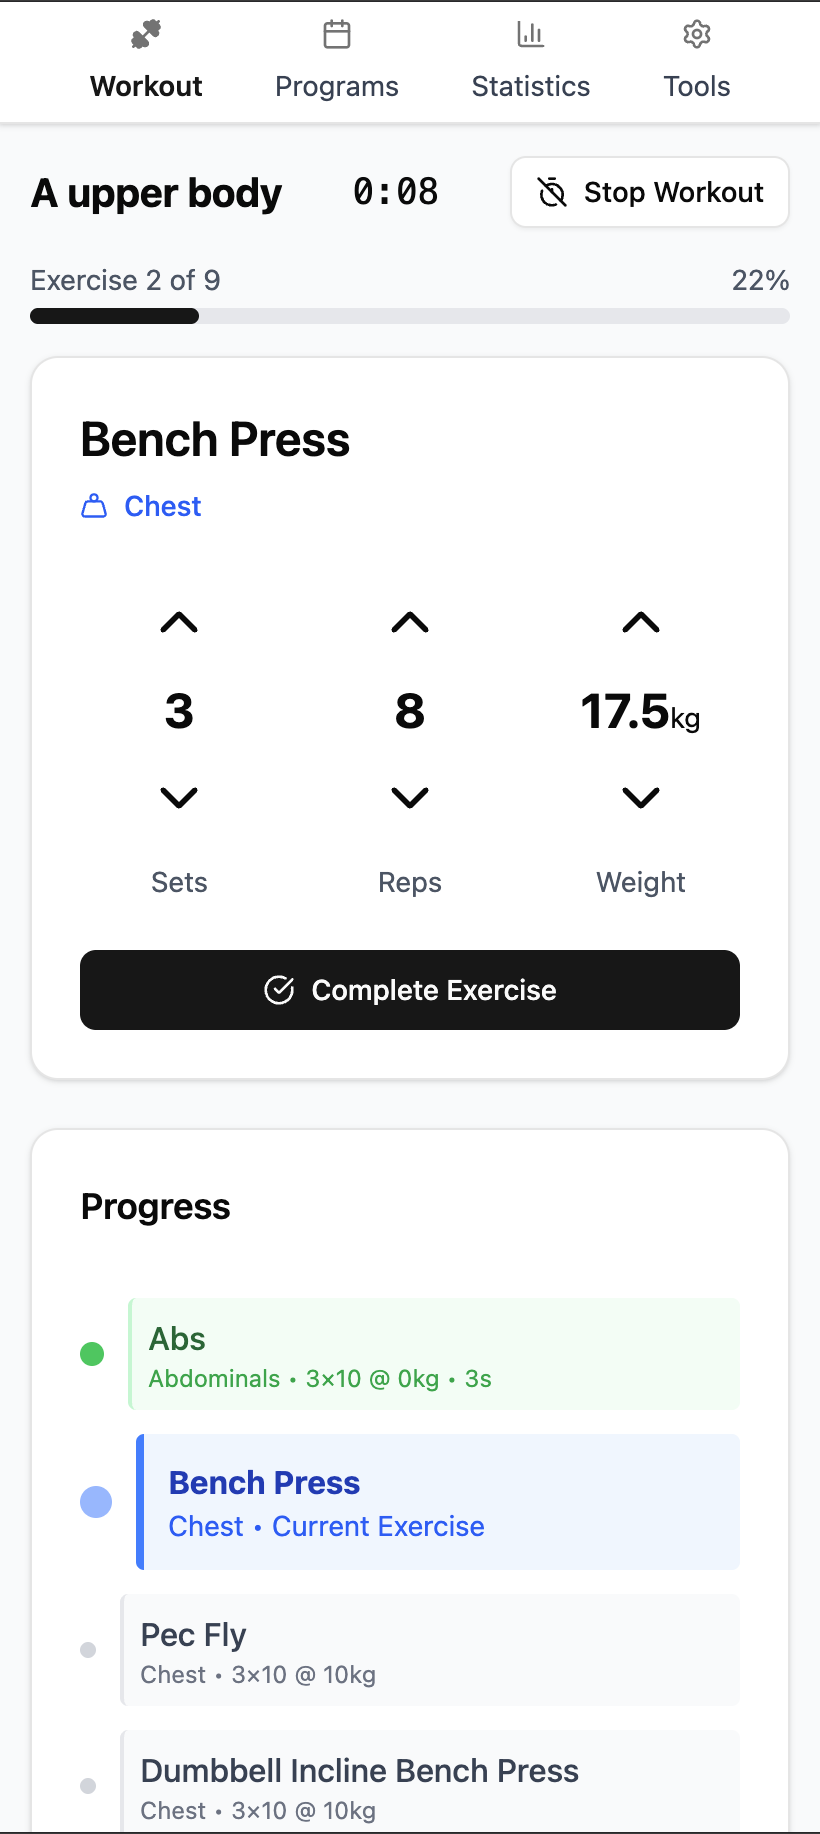 Workout Programs Statistics Tools
A upper body 0:08 Stop Workout
Exercise 2 of 9 22%
Bench Press
Chest
3 8 17.5kg
Sets Reps Weight
Complete Exercise
Progress
Abs
Abdominals • 3×10 @ 0kg • 3s
Bench Press
Chest • Current Exercise
Pec Fly
Chest • 3×10 @ 10kg
Dumbbell Incline Bench Press
Chest • 3×10 @ 10kg